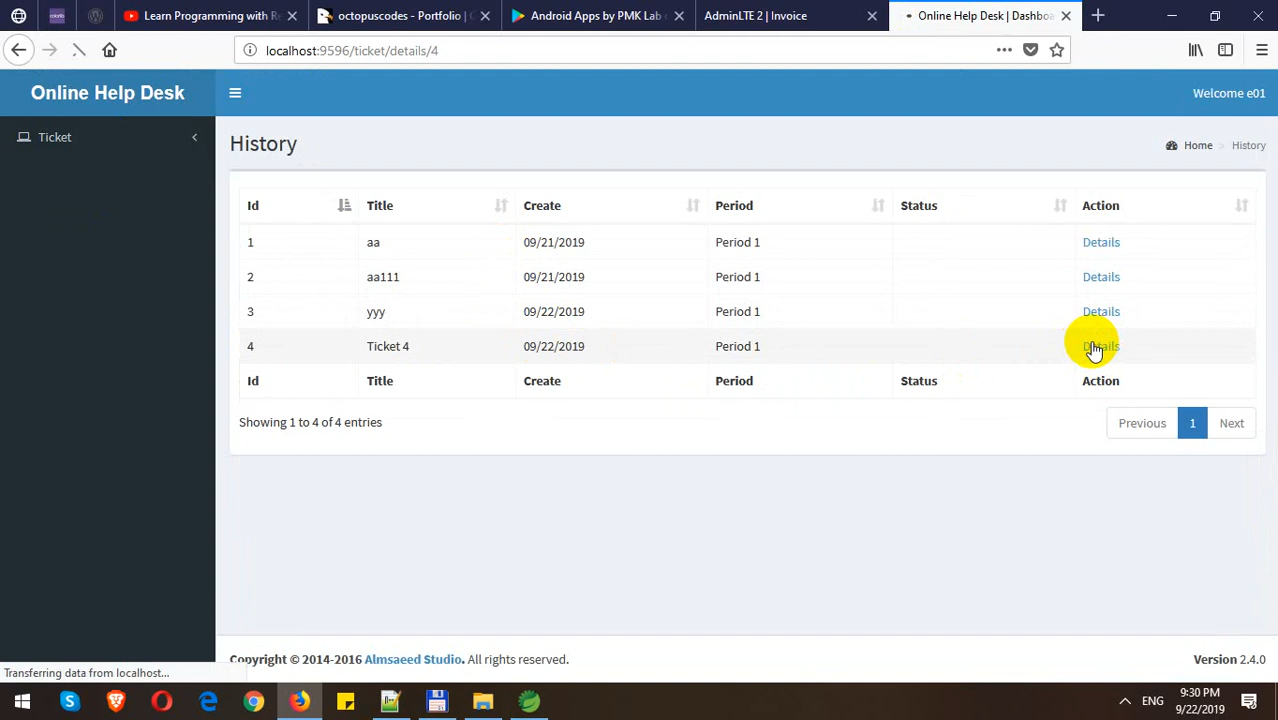 Learn Programming with Re
octopuscodes - Portfolio | C
Android Apps by PMK Lab o
AdminLTE 2 | Invoice
Online Help Desk | Dashboa
localhost:9596/ticket/details/4
Online Help Desk
Welcome e01
Ticket
History
Home > History
Id Title Create Period Status Action
1 aa 09/21/2019 Period 1 Details
2 aa111 09/21/2019 Period 1 Details
3 yyy 09/22/2019 Period 1 Details
4 Ticket 4 09/22/2019 Period 1 Details
Id Title Create Period Status Action
Showing 1 to 4 of 4 entries
Previous 1 Next
Copyright © 2014-2016 Almsaeed Studio. All rights reserved.
Version 2.4.0
Transferring data from localhost...
ENG
9:30 PM
9/22/2019